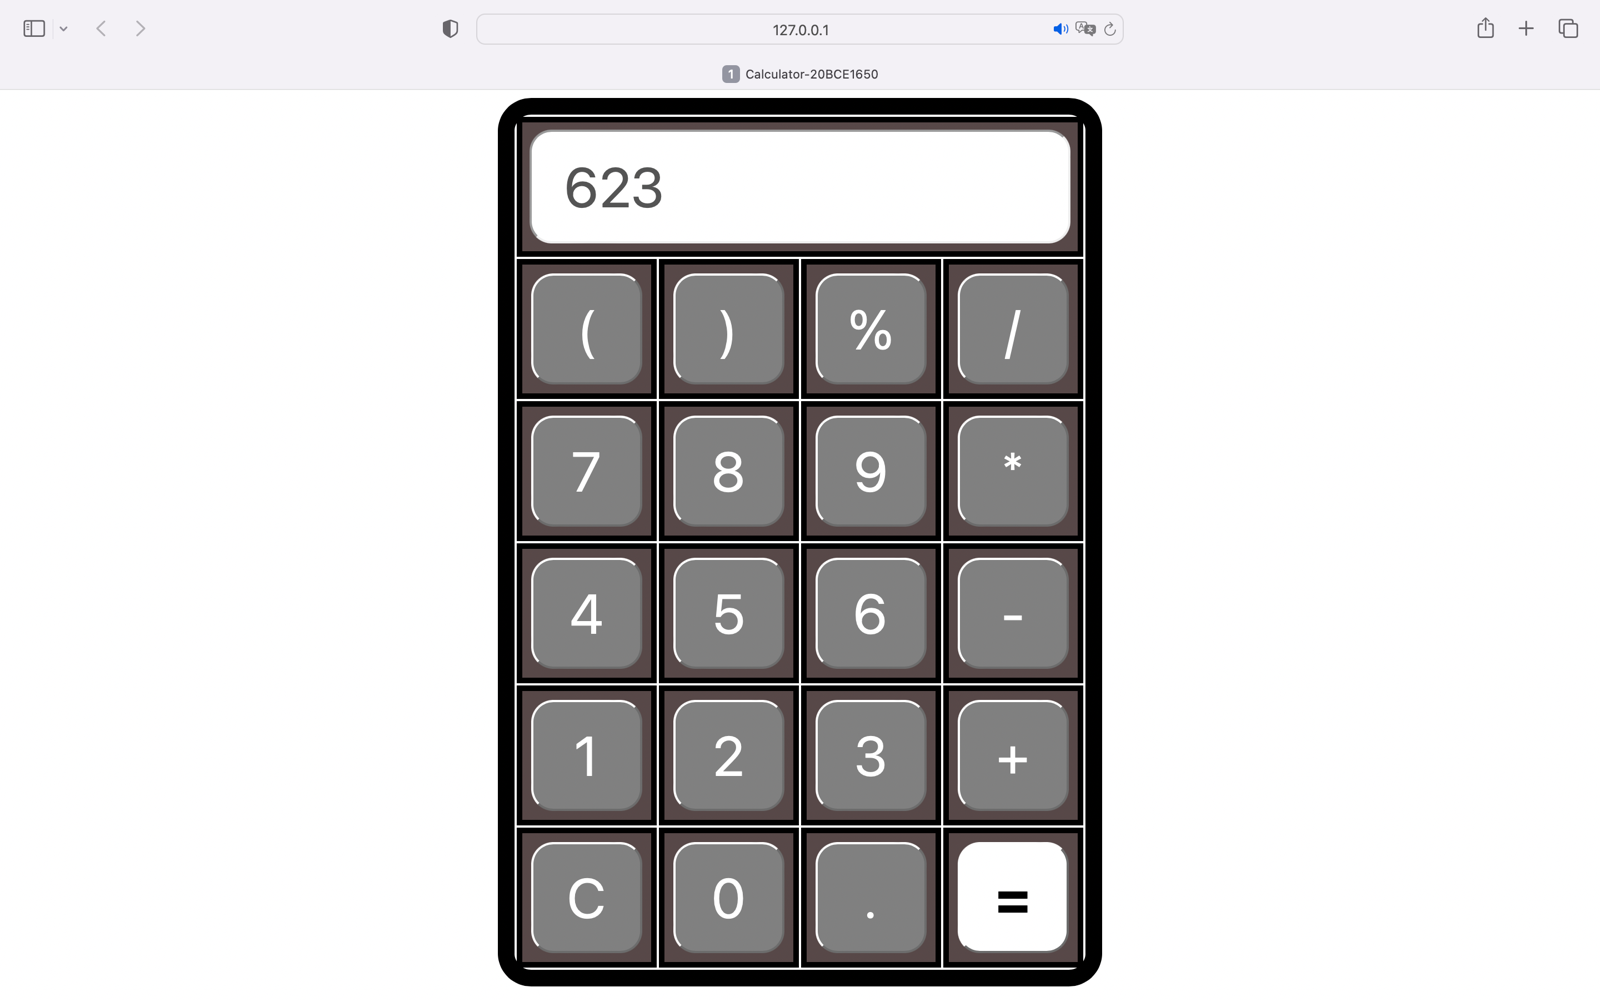 127.0.0.1
1 Calculator-20BCE1650
623
( ) % /
7 8 9 *
4 5 6 -
1 2 3 +
C 0 . =